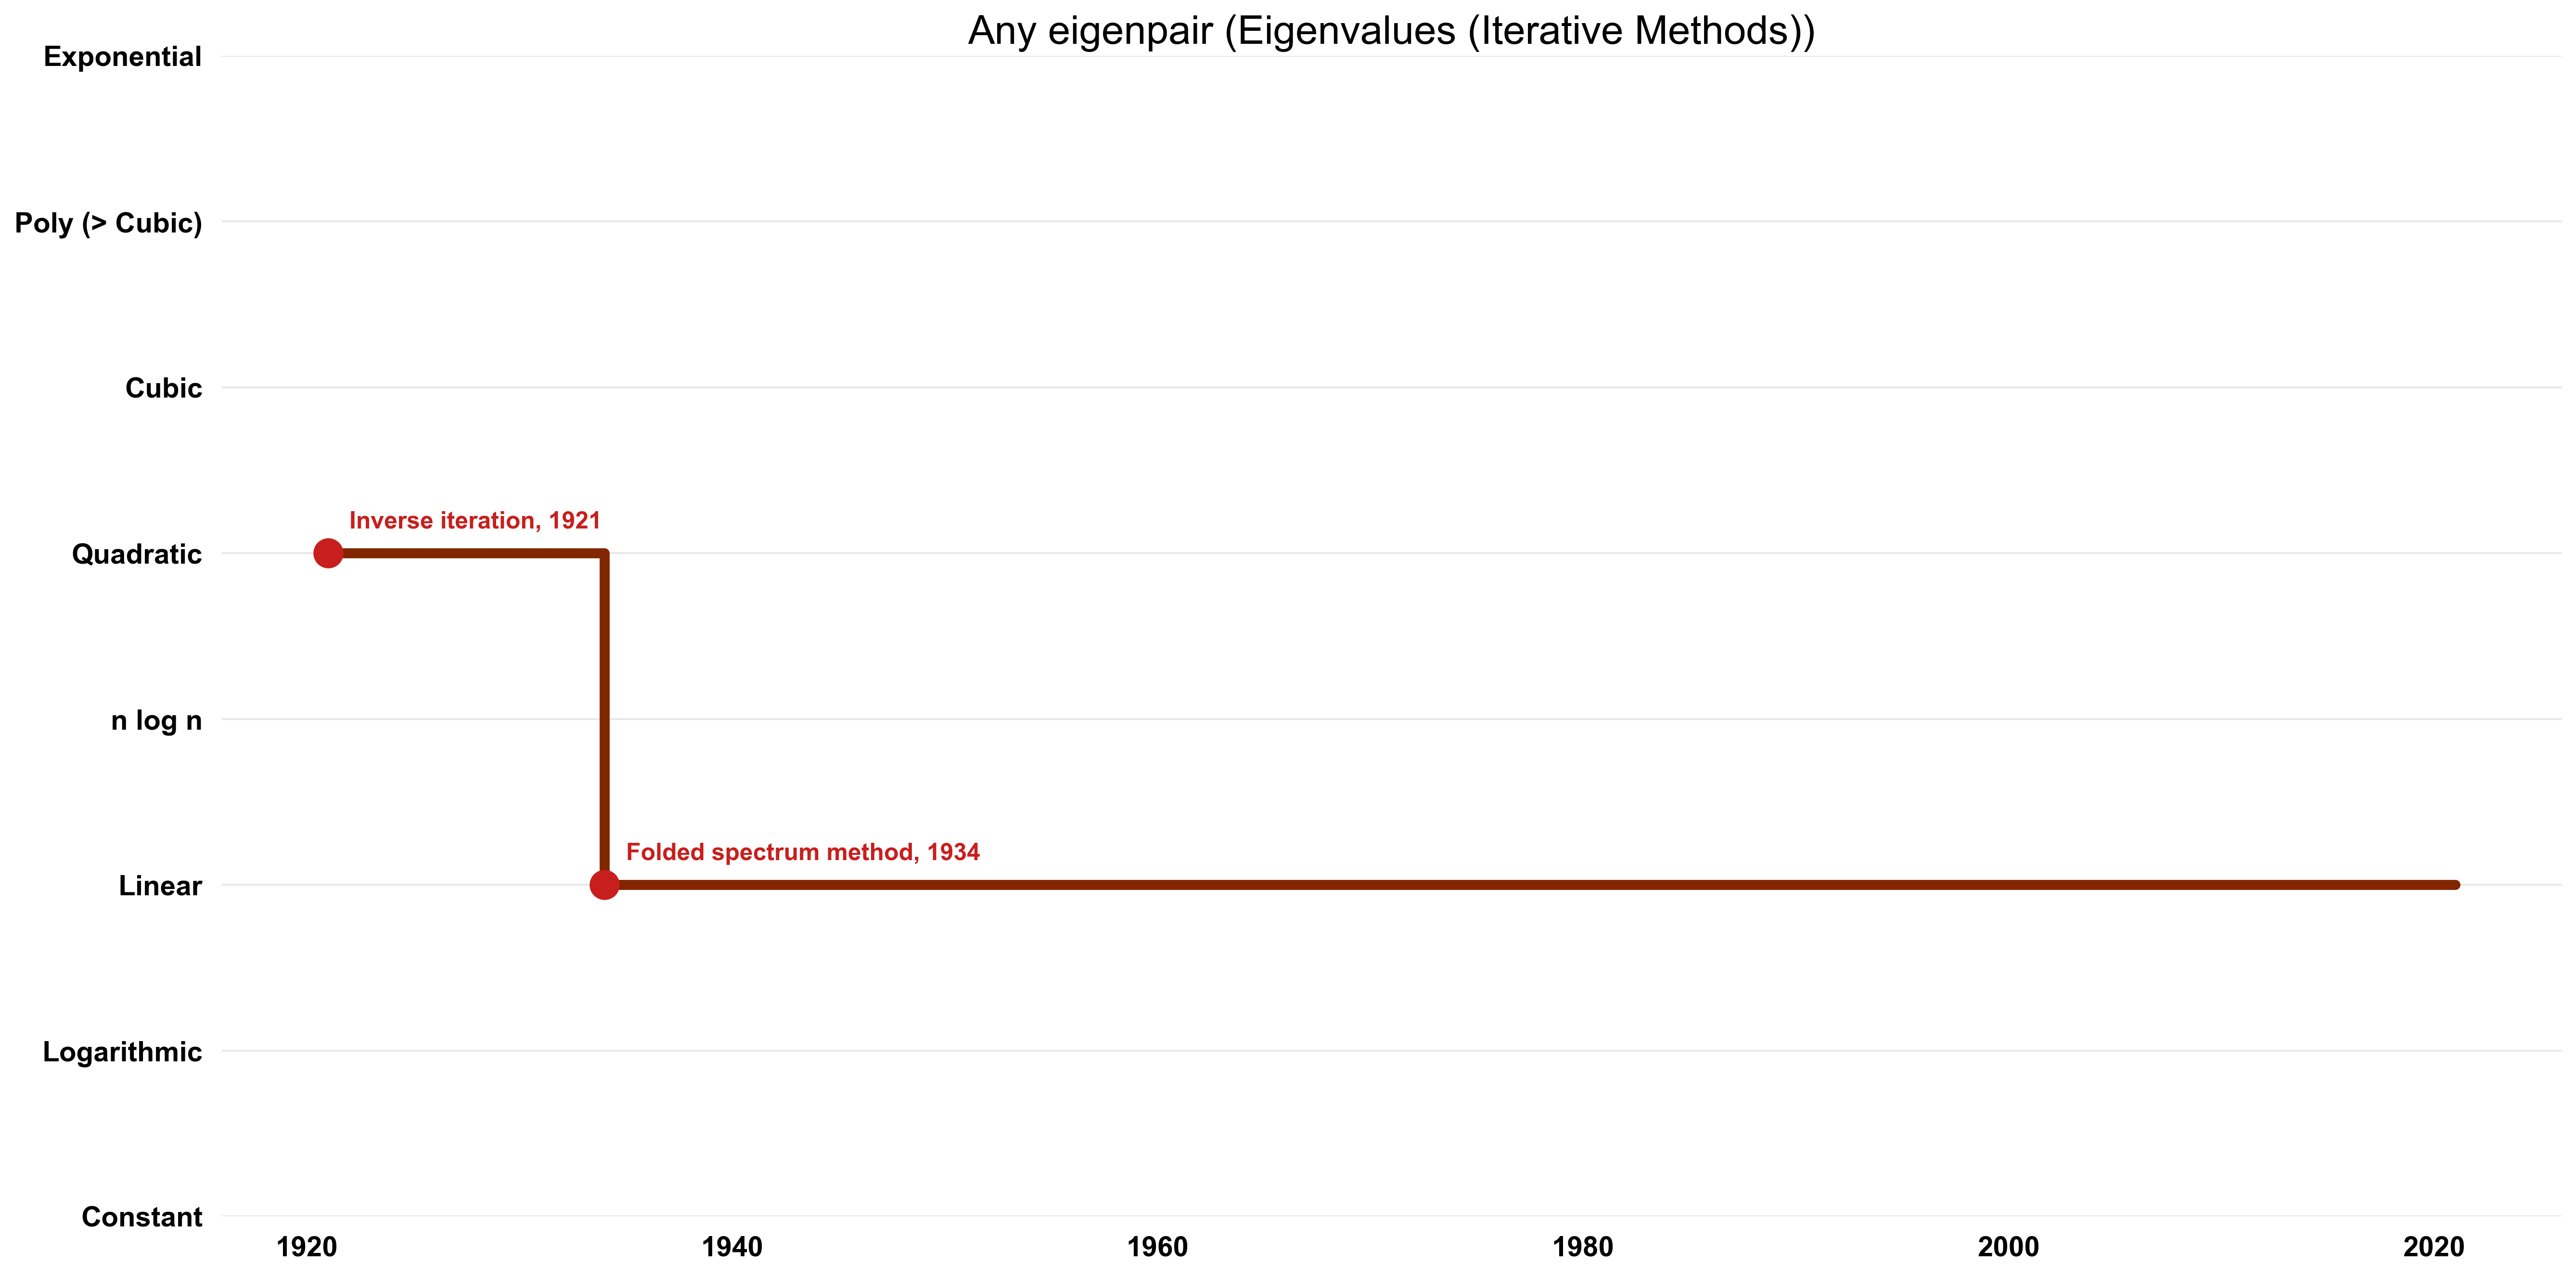 Any eigenpair (Eigenvalues (Iterative Methods))
Exponential
Poly (> Cubic)
Cubic
Inverse iteration, 1921
Quadratic
n log n
Folded spectrum method, 1934
Linear
Logarithmic
Constant
1920 1940 1960 1980 2000 2020